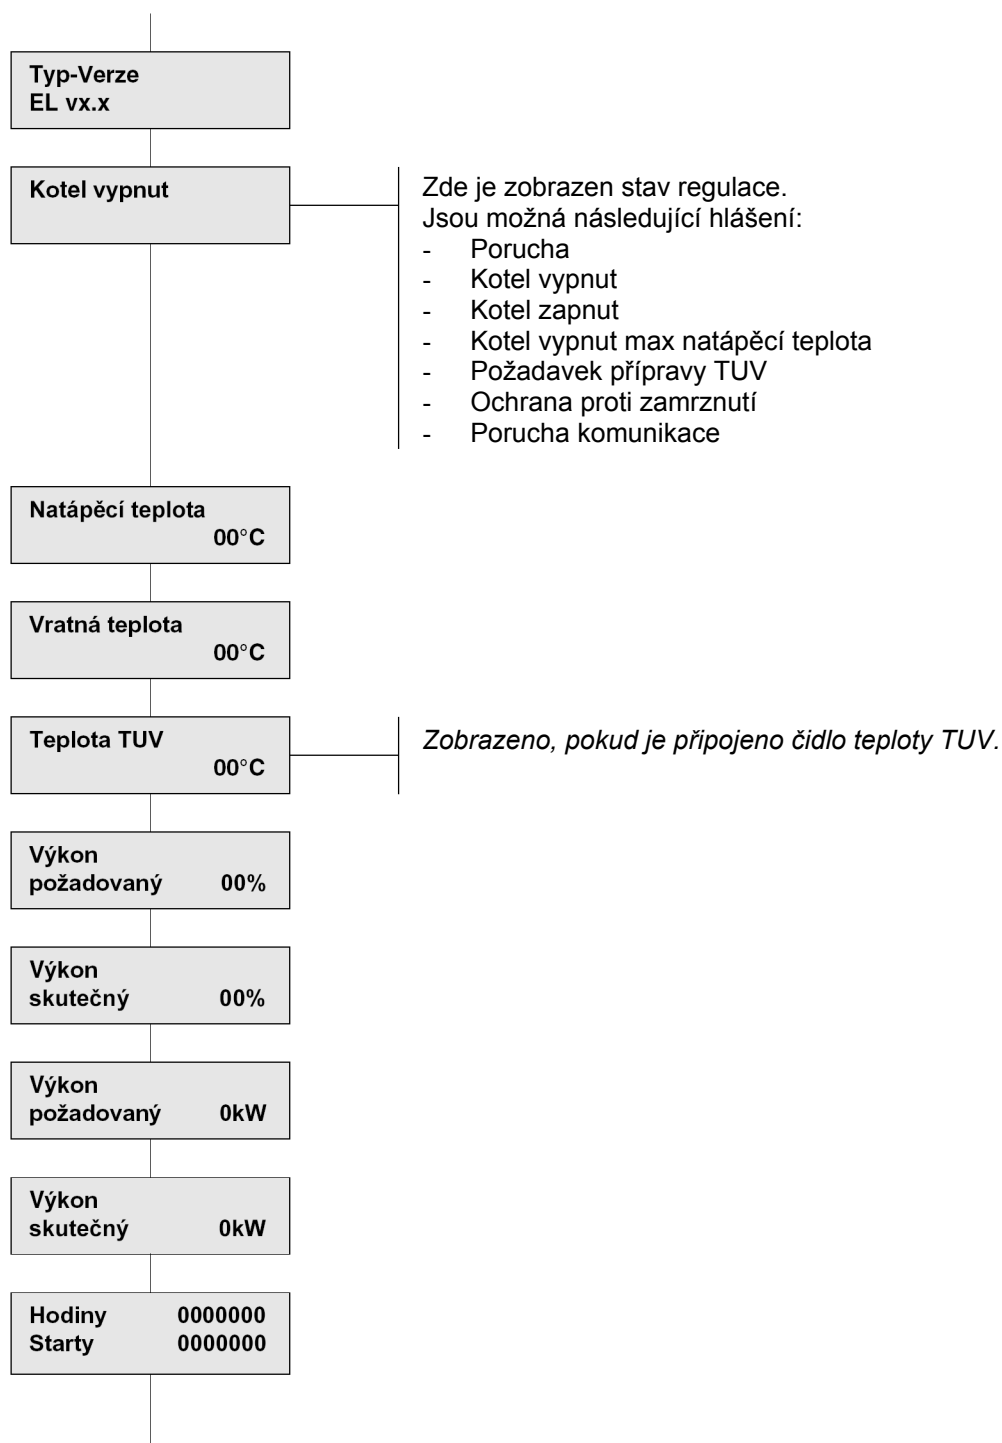 Typ-Verze
EL vx.x
Kotel vypnut
Zde je zobrazen stav regulace.
Jsou možná následující hlášení:
- Porucha
- Kotel vypnut
- Kotel zapnut
- Kotel vypnut max natápěcí teplota
- Požadavek přípravy TUV
- Ochrana proti zamrznutí
- Porucha komunikace
Natápěcí teplota
00°C
Vratná teplota
00°C
Teplota TUV
00°C
Zobrazeno, pokud je připojeno čidlo teploty TUV.
Výkon
požadovaný 00%
Výkon
skutečný 00%
Výkon
požadovaný 0kW
Výkon
skutečný 0kW
Hodiny 0000000
Starty 0000000